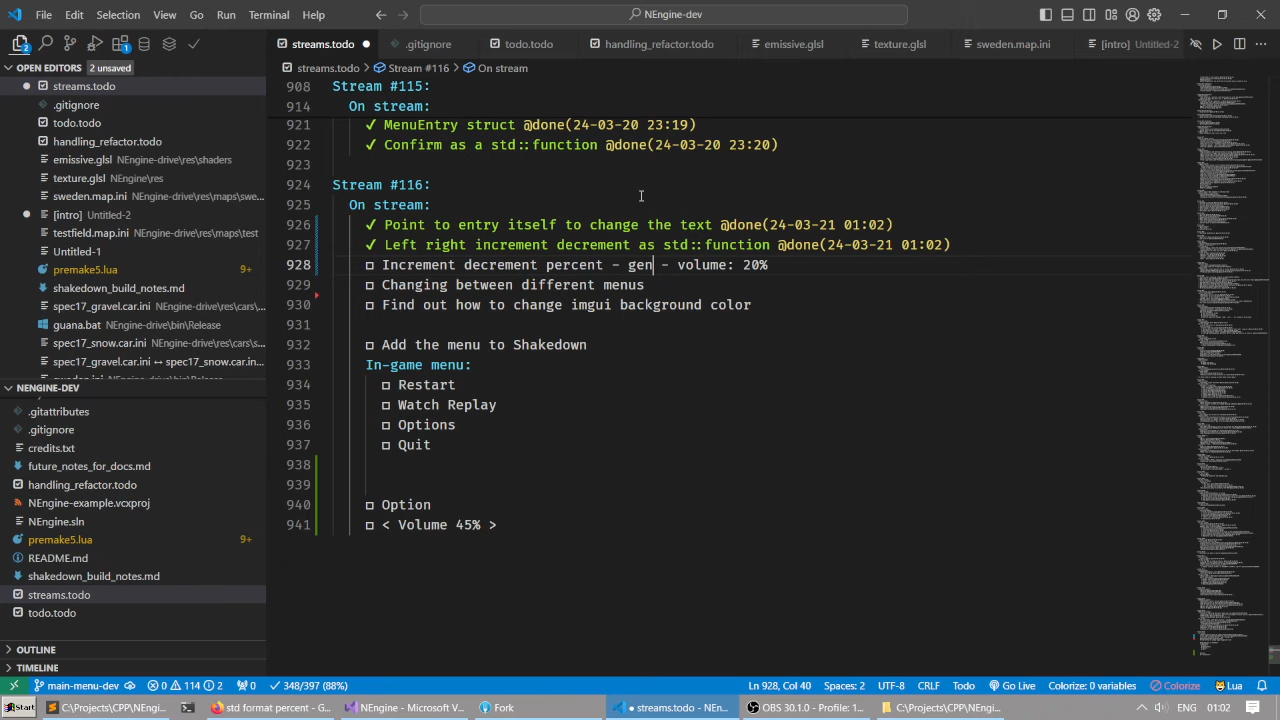 File Edit Selection View Go Run Terminal Help
NEngine-dev
streams.todo .gitignore todo.todo handling_refactor.todo emissive.glsl texture.glsl sweden.map.ini [intro] Untitled-2
OPEN EDITORS 2 unsaved
streams.todo
.gitignore
todo.todo
handling_refactor.todo
emissive.glsl NEngine-drive\res\shaders
texture.glsl NEngine\res
sweden.map.ini NEngine-drive\res\maps\swe...
[intro] Untitled-2
testfield.map.ini NEngine-drive\res\maps\test
Untitled-1
premake5.lua 9+
shakedown_build_notes.md
spec17_gr.car.ini NEngine-drive\res\cars\...
guanaco.bat NEngine-drive\bin\Release
spec17_snow.car.ini NEngine-drive\res\cars\s...
spec17_gravel.car.ini ↔ spec17_snow.car.ini
NENGINE-DEV
.gitattributes
.gitignore
credits.txt
future_notes_for_docs.md
handling_refactor.todo
NEngine-example.vcxproj
NEngine.sln
premake5.lua 9+
README.md
shakedown_build_notes.md
streams.todo
todo.todo
OUTLINE
TIMELINE
streams.todo > Stream #116 > On stream:
908 Stream #115:
914 On stream:
921 ✔ MenuEntry struct @done(24-03-20 23:19)
922 ✔ Confirm as a std::function @done(24-03-20 23:20)
923
924 Stream #116:
925 On stream:
926 ✔ Pointer to entry itself to change the text @done(24-03-21 01:02)
927 ✔ Left/right increment decrement as std::function @done(24-03-21 01:02)
928 ☐ Increment decrement percent - gen - Volume: 20%
929 ☐ Changing between different menus
930 ☐ Find out how to change imgui background color
931
932 ☐ Add the menu to Shakedown
933 In-game menu:
934 ☐ Restart
935 ☐ Watch Replay
936 ☐ Options
937 ☐ Quit
938
939
940 Options
941 ☐ < Volume 45% >
main-menu-dev 0 114 2 0 348/397 (88%) Ln 928, Col 40 Spaces: 2 UTF-8 CRLF Todo Go Live Colorize: 0 variables Colorize Lua
Start C:\Projects\CPP\NEngi... std format percent - G... NEngine - Microsoft V... Fork ● streams.todo - NEn... OBS 30.1.0 - Profile: 1... C:\Projects\CPP\NEngi... ENG 01:02